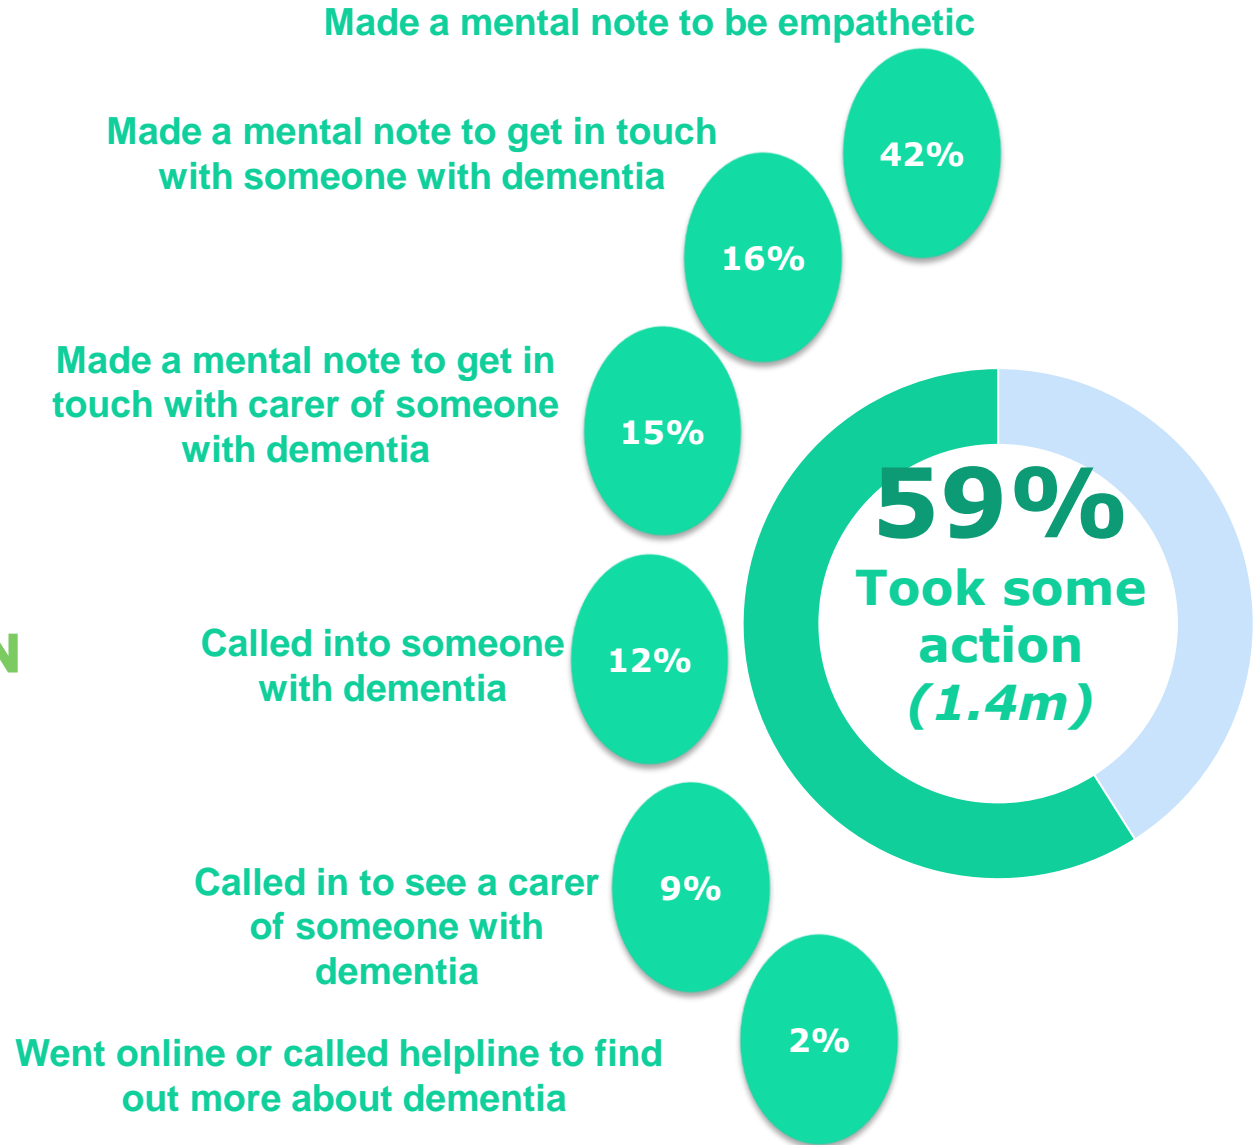 Made a mental note to be empathetic
42%
Made a mental note to get in touch
with someone with dementia
16%
Made a mental note to get in
touch with carer of someone
with dementia
15%
59%
Took some
action
(1.4m)
N
Called into someone
with dementia
12%
Called in to see a carer
of someone with
dementia
9%
Went online or called helpline to find
out more about dementia
2%